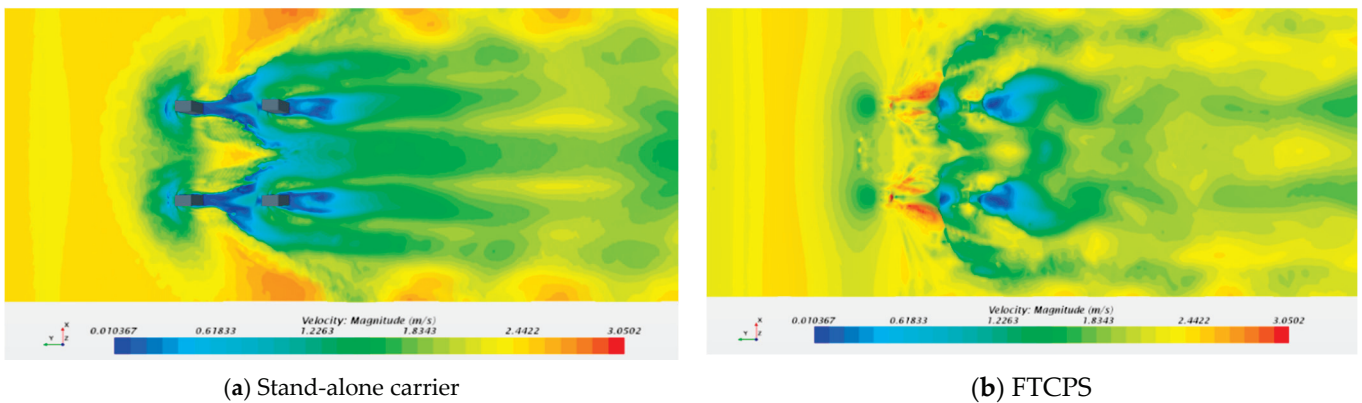 Velocity: Magnitude (m/s)
0.010367 0.61833 1.2263 1.8343 2.4422 3.0502
X
Y Z
(a) Stand-alone carrier
Velocity: Magnitude (m/s)
0.010367 0.61833 1.2263 1.8343 2.4422 3.0502
X
Y Z
(b) FTCPS